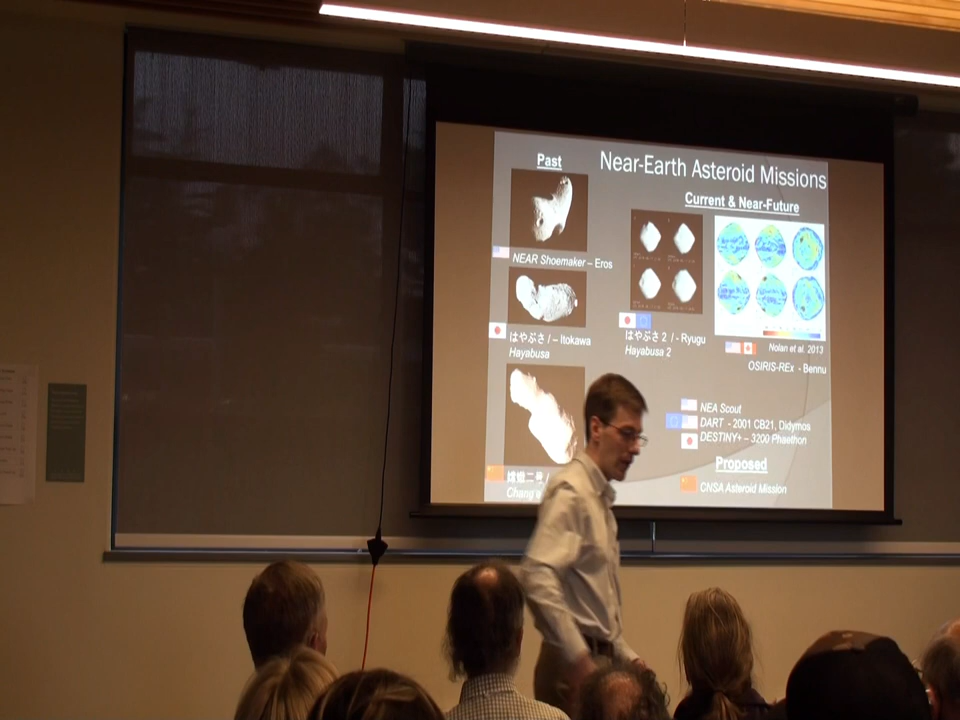 Near-Earth Asteroid Missions
Past
NEAR Shoemaker – Eros
はやぶさ / – Itokawa
Hayabusa
Chang'e
Current & Near-Future
はやぶさ 2 / - Ryugu
Hayabusa 2
Nolan et al. 2013
OSIRIS-REx - Bennu
NEA Scout
DART - 2001 CB21, Didymos
DESTINY+ – 3200 Phaethon
Proposed
CNSA Asteroid Mission